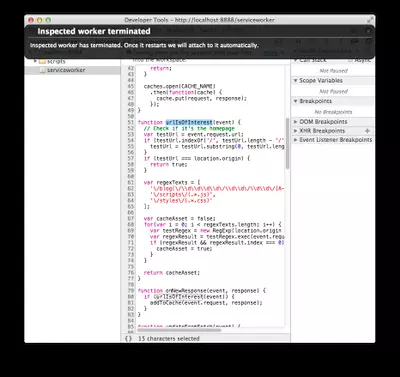 Developer Tools - http://localhost:8888/serviceworker
Inspected worker terminated
Inspected worker has terminated. Once it restarts we will attach to it automatically.
into the workspace.
Call Stack
Async
scripts
serviceworker
Not Paused
Scope Variables
Not Paused
Breakpoints
No Breakpoints
DOM Breakpoints
XHR Breakpoints +
Event Listener Breakpoints
42 return;
43 }
44
45 caches.open(CACHE_NAME)
46 .then(function(cache) {
47 cache.put(request, response);
48 });
49 }
50
51 function urlIsOfInterest(event) {
52 // Check if it's the homepage
53 var testUrl = event.request.url;
54 if (testUrl.indexOf('/', testUrl.length - '/'
55 testUrl = testUrl.substring(0, testUrl.leng
56 }
57 if (testUrl === location.origin) {
58 return true;
59 }
60
61 var regexTexts = [
63 '\/scripts\/(.*.js)',
64 '\/styles\/(.*.css)'
65 ];
66
67 var cacheAsset = false;
68 for(var i = 0; i < regexTexts.length; i++) {
69 var testRegex = new RegExp(location.origin
70 var regexResult = testRegex.exec(event.reque
71 if (regexResult && regexResult.index === 0)
72 cacheAsset = true;
73 }
74 }
75
76 return cacheAsset;
77 }
78
79 function onNewResponse(event, response) {
80 if (urlIsOfInterest(event)) {
81 addToCache(event.request, response);
82 }
83 }
84
{} 15 characters selected